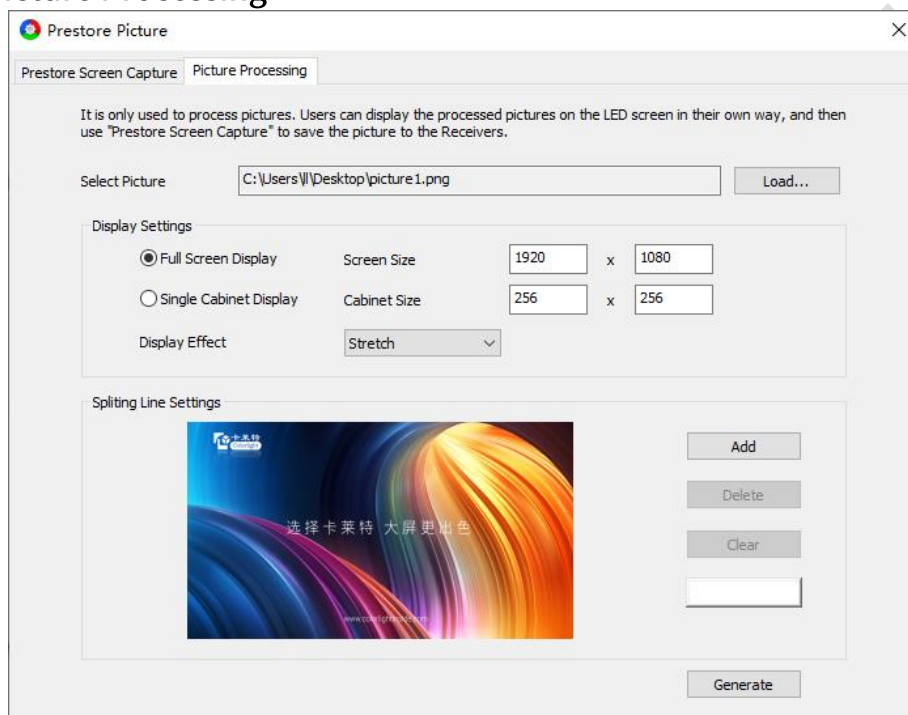 Prestore Picture
Prestore Screen Capture
Picture Processing
It is only used to process pictures. Users can display the processed pictures on the LED screen in their own way, and then
use "Prestore Screen Capture" to save the picture to the Receivers.
Select Picture
C:\Users\ll\Desktop\picture1.png
Load...
Display Settings
Full Screen Display
Screen Size
1920
x
1080
Single Cabinet Display
Cabinet Size
256
x
256
Display Effect
Stretch
Spliting Line Settings
卡莱特
Colorlight
选择卡莱特 大屏更出色
Add
Delete
Clear
Generate